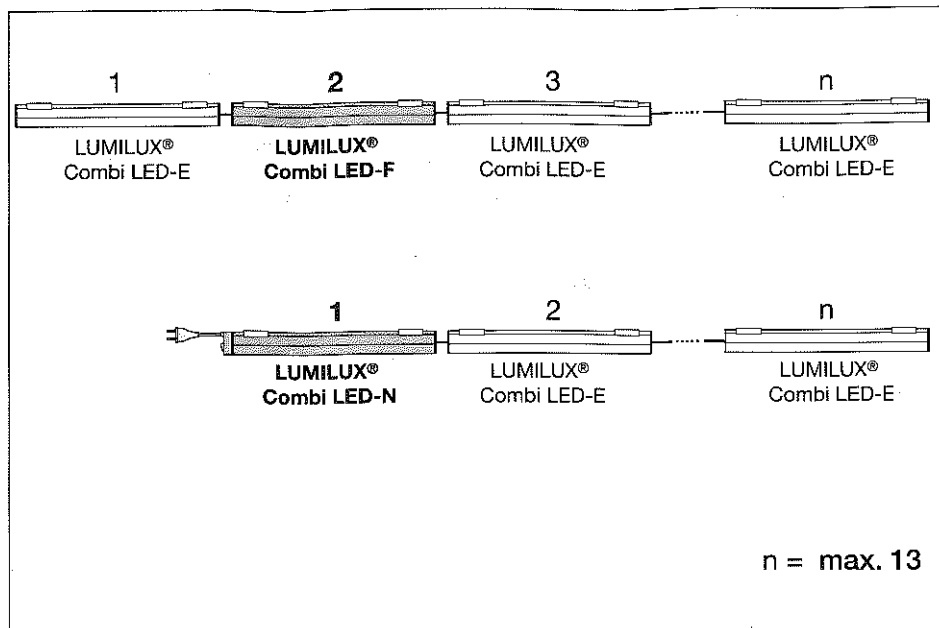 1 2 3 n
LUMILUX® LUMILUX® LUMILUX® LUMILUX®
Combi LED-E Combi LED-F Combi LED-E Combi LED-E
1 2 n
LUMILUX® LUMILUX® LUMILUX®
Combi LED-N Combi LED-E Combi LED-E
n = max. 13